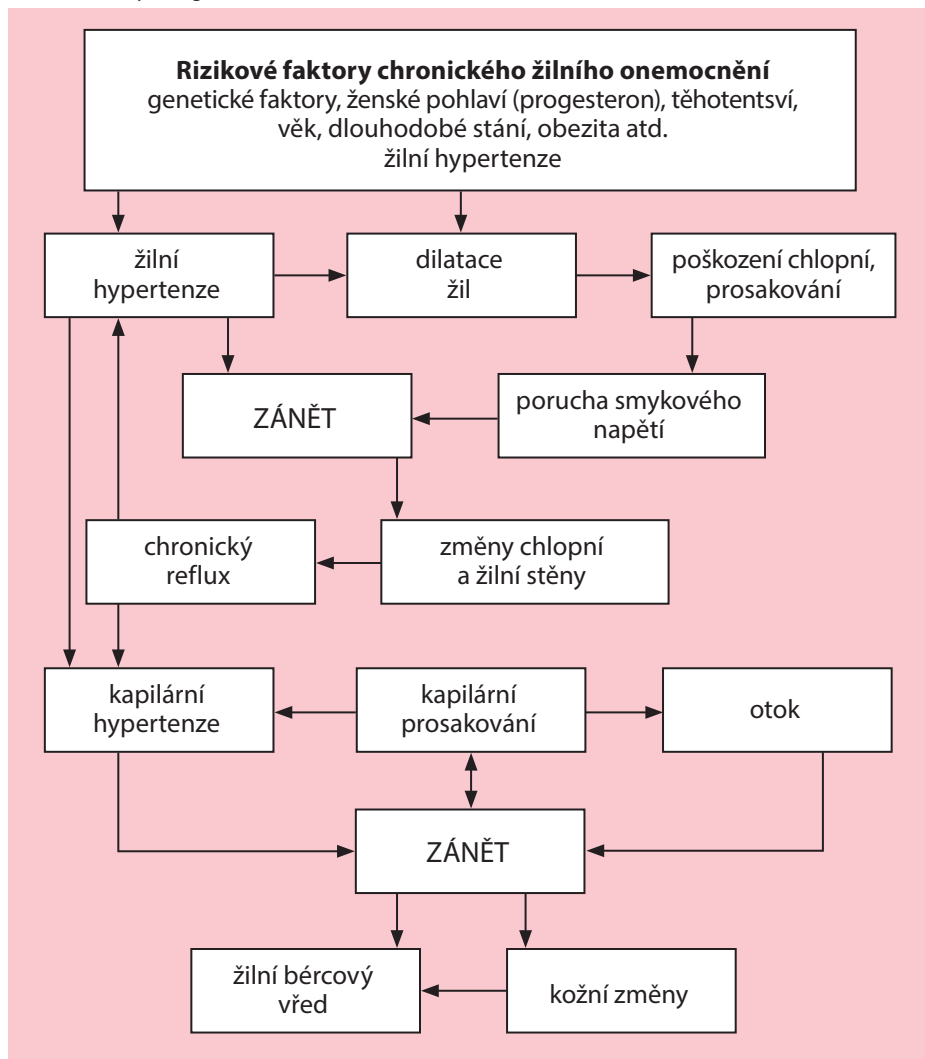 Rizikové faktory chronického žilního onemocnění
genetické faktory, ženské pohlaví (progesteron), těhotentsví,
věk, dlouhodobé stání, obezita atd.
žilní hypertenze
žilní
hypertenze
dilatace
žil
poškození chlopní,
prosakování
ZÁNĚT
porucha smykového
napětí
chronický
reflux
změny chlopní
a žilní stěny
kapilární
hypertenze
kapilární
prosakování
otok
ZÁNĚT
žilní bércový
vřed
kožní změny